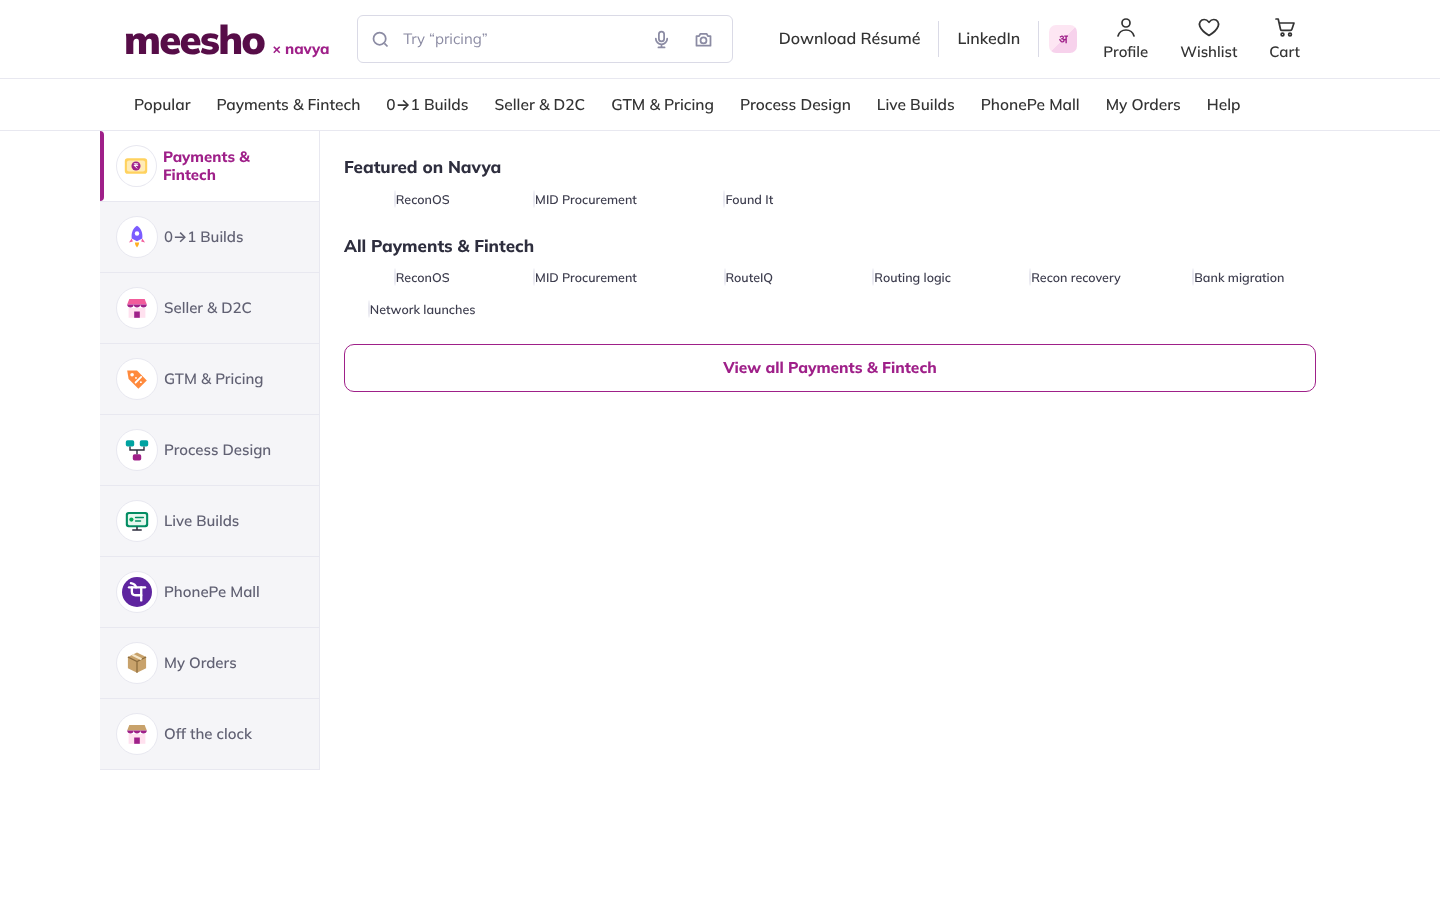 meesho × navya
Try “pricing”
Download Résumé
LinkedIn
अ
Profile
Wishlist
Cart
Popular
Payments & Fintech
0→1 Builds
Seller & D2C
GTM & Pricing
Process Design
Live Builds
PhonePe Mall
My Orders
Help
Payments &
Fintech
0→1 Builds
Seller & D2C
GTM & Pricing
Process Design
Live Builds
पे
PhonePe Mall
My Orders
Off the clock
Featured on Navya
ReconOS
MID Procurement
Found It
All Payments & Fintech
ReconOS
MID Procurement
RouteIQ
Routing logic
Recon recovery
Bank migration
Network launches
View all Payments & Fintech